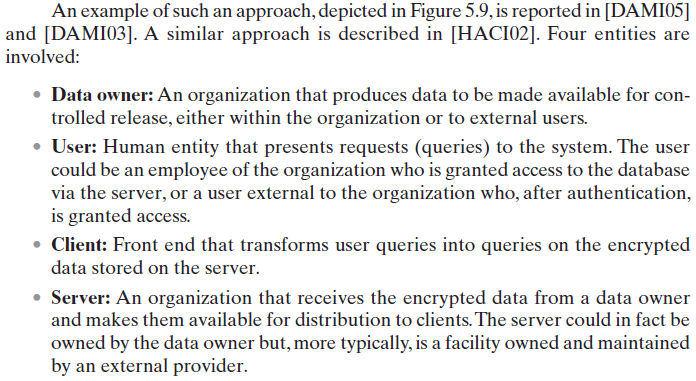 An example of such an approach, depicted in Figure 5.9, is reported in [DAMI05]
and [DAMI03]. A similar approach is described in [HACI02]. Four entities are
involved:
• Data owner: An organization that produces data to be made available for con-
trolled release, either within the organization or to external users.
• User: Human entity that presents requests (queries) to the system. The user
could be an employee of the organization who is granted access to the database
via the server, or a user external to the organization who, after authentication,
is granted access.
• Client: Front end that transforms user queries into queries on the encrypted
data stored on the server.
• Server: An organization that receives the encrypted data from a data owner
and makes them available for distribution to clients. The server could in fact be
owned by the data owner but, more typically, is a facility owned and maintained
by an external provider.